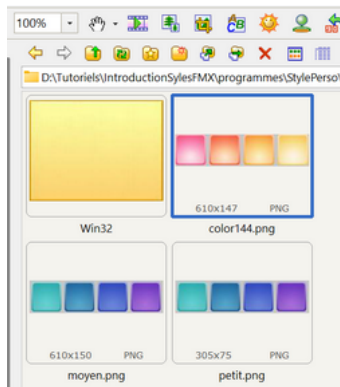 100%
D:\Tutoriels\IntroductionSylesFMX\programmes\StylePerso\
Win32
610x147 PNG
color144.png
610x150 PNG
moyen.png
305x75 PNG
petit.png